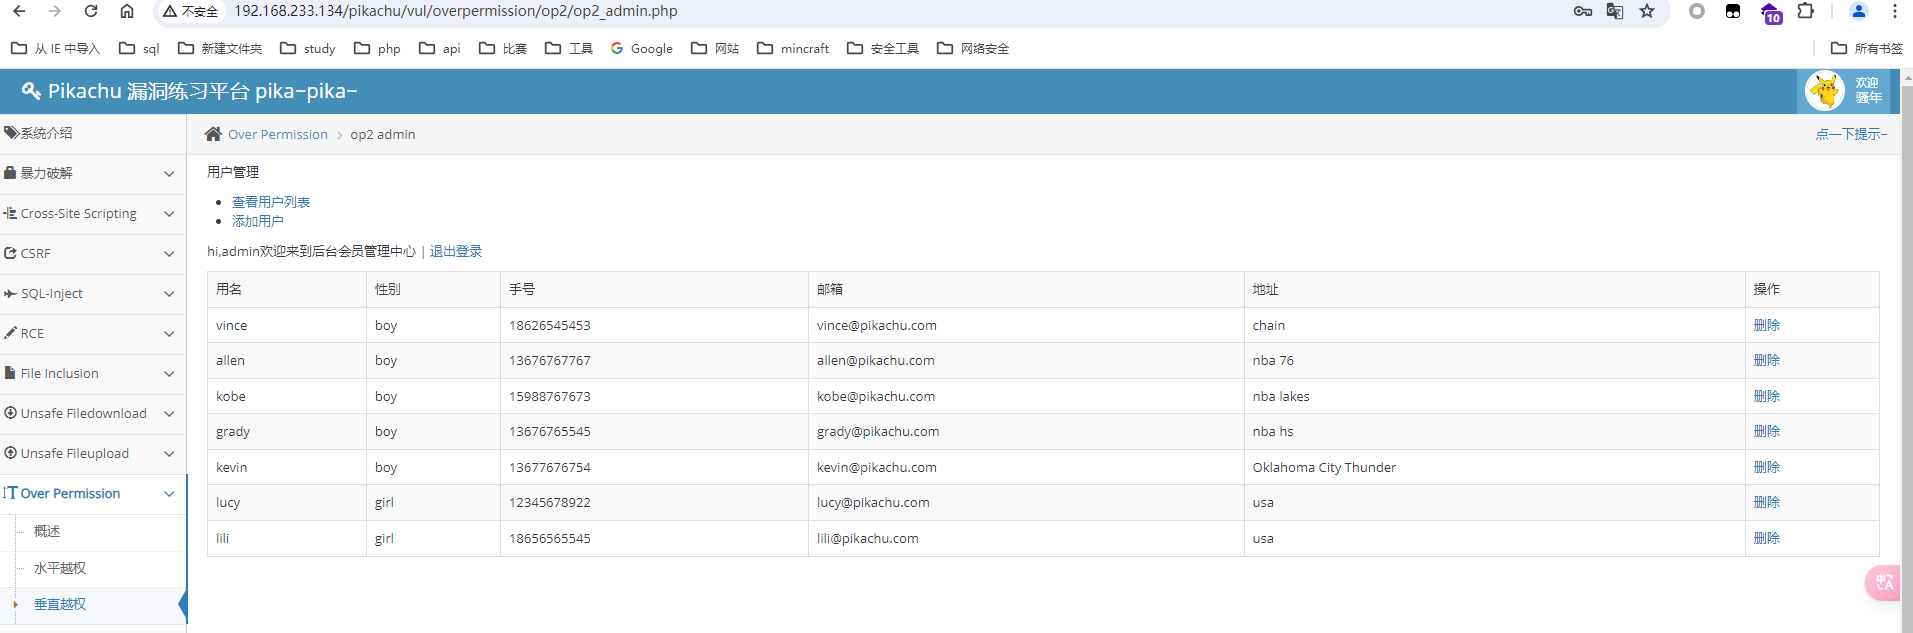 不安全 192.168.233.134/pikachu/vul/overpermission/op2/op2_admin.php 10
从 IE 中导入 sql 新建文件夹 study php api 比赛 工具 Google 网站 mincraft 安全工具 网络安全 所有书签
Pikachu 漏洞练习平台 pika~pika~
欢迎
骚年
系统介绍
暴力破解
Cross-Site Scripting
CSRF
SQL-Inject
RCE
File Inclusion
Unsafe Filedownload
Unsafe Fileupload
Over Permission
概述
水平越权
垂直越权
Over Permission > op2 admin 点一下提示~
用户管理
查看用户列表
添加用户
hi,admin欢迎来到后台会员管理中心 | 退出登录
用名 性别 手号 邮箱 地址 操作
vince boy 18626545453 vince@pikachu.com chain 删除
allen boy 13676767767 allen@pikachu.com nba 76 删除
kobe boy 15988767673 kobe@pikachu.com nba lakes 删除
grady boy 13676765545 grady@pikachu.com nba hs 删除
kevin boy 13677676754 kevin@pikachu.com Oklahoma City Thunder 删除
lucy girl 12345678922 lucy@pikachu.com usa 删除
lili girl 18656565545 lili@pikachu.com usa 删除